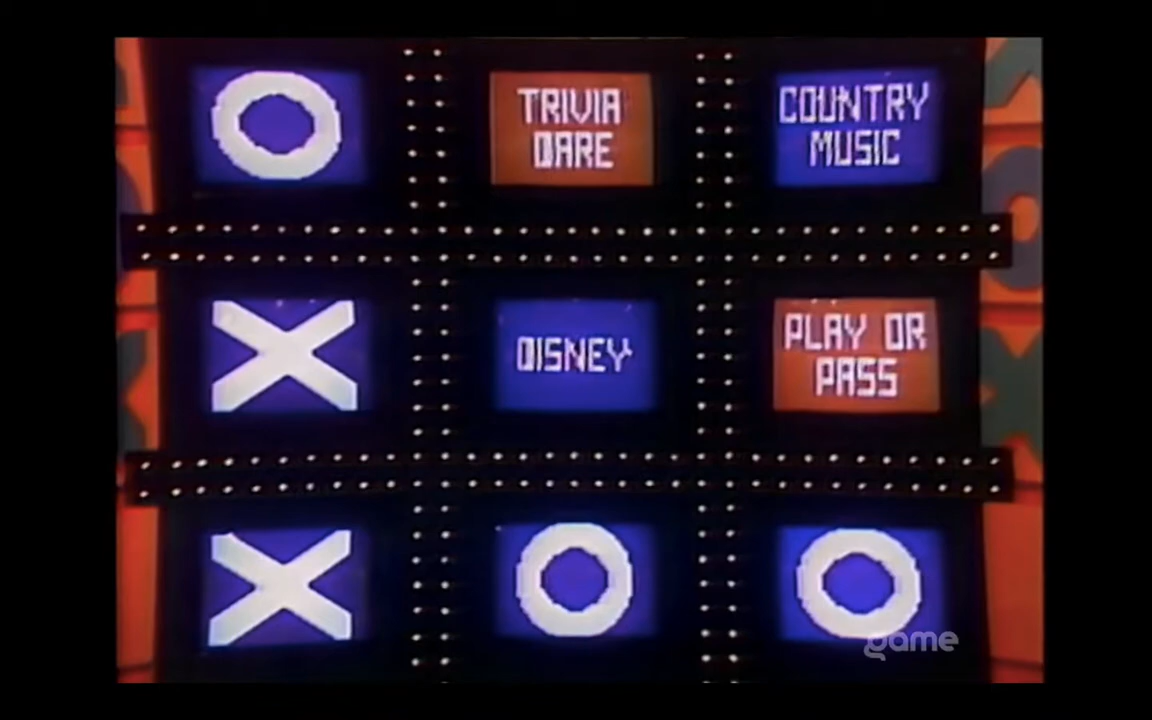 O
TRIVIA
DARE
COUNTRY
MUSIC
X
DISNEY
PLAY OR
PASS
X
O
O
game